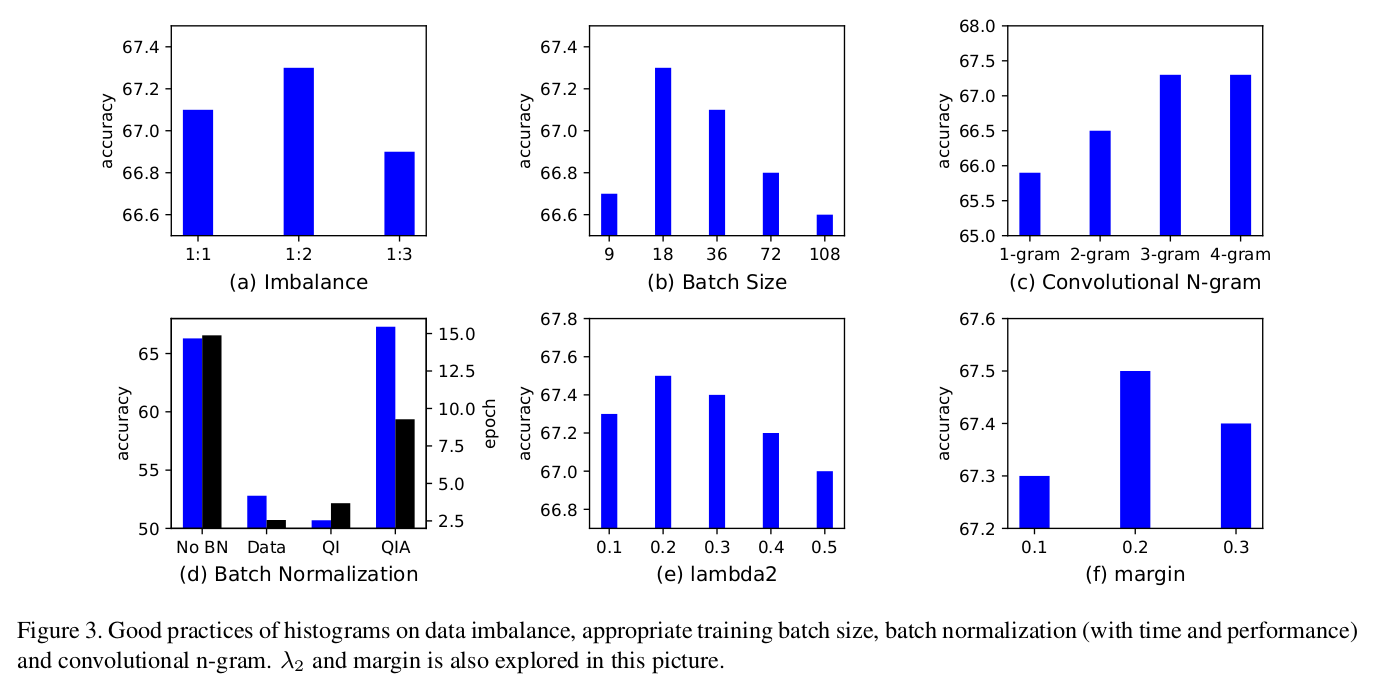 67.4
67.2
67.0
66.8
66.6
accuracy
1:1 1:2 1:3
(a) Imbalance
67.4
67.2
67.0
66.8
66.6
accuracy
9 18 36 72 108
(b) Batch Size
68.0
67.5
67.0
66.5
66.0
65.5
65.0
accuracy
1-gram 2-gram 3-gram 4-gram
(c) Convolutional N-gram
65
60
55
50
accuracy
15.0
12.5
10.0
7.5
5.0
2.5
epoch
No BN Data QI QIA
(d) Batch Normalization
67.8
67.6
67.4
67.2
67.0
66.8
accuracy
0.1 0.2 0.3 0.4 0.5
(e) lambda2
67.6
67.5
67.4
67.3
67.2
accuracy
0.1 0.2 0.3
(f) margin
Figure 3. Good practices of histograms on data imbalance, appropriate training batch size, batch normalization (with time and performance)
and convolutional n-gram. λ₂ and margin is also explored in this picture.